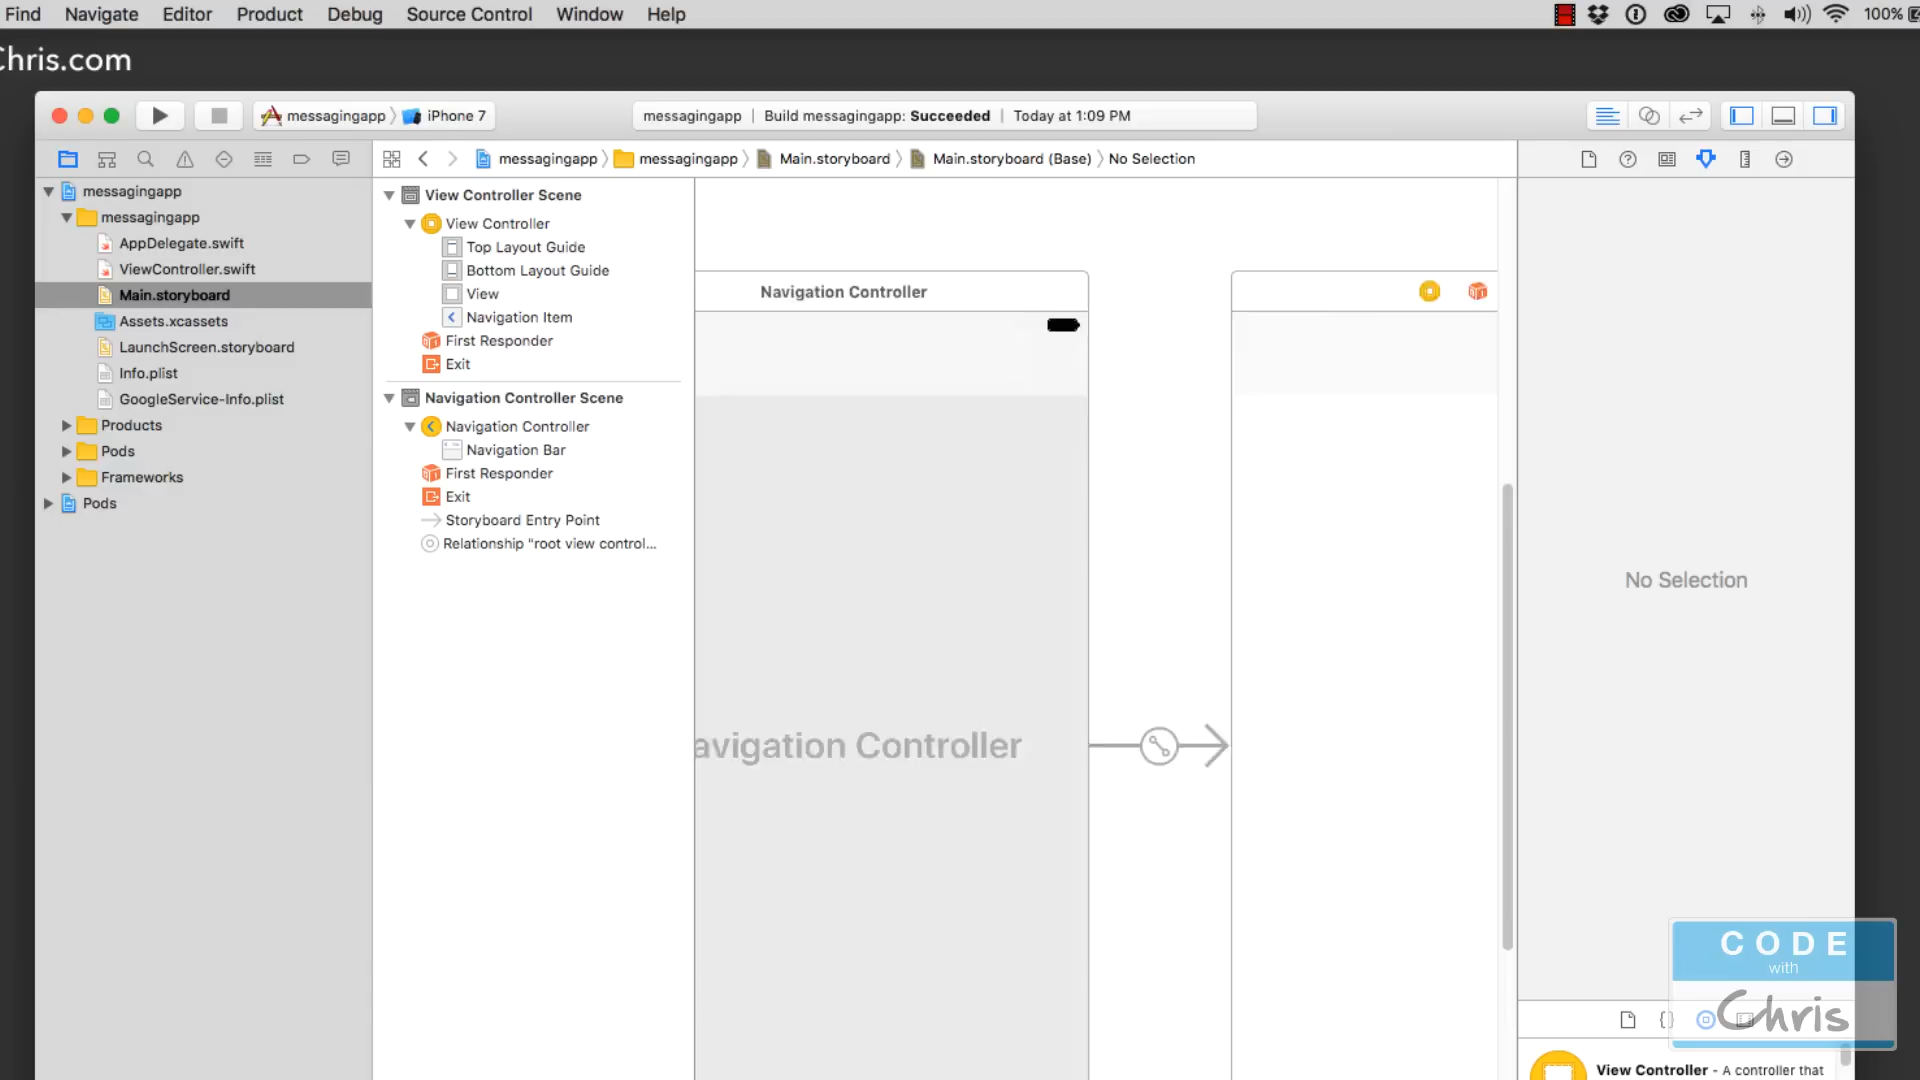 Find Navigate Editor Product Debug Source Control Window Help 100%
Chris.com
messagingapp iPhone 7 messagingapp | Build messagingapp: Succeeded | Today at 1:09 PM
messagingapp messagingapp Main.storyboard Main.storyboard (Base) No Selection
messagingapp
messagingapp
AppDelegate.swift
ViewController.swift
Main.storyboard
Assets.xcassets
LaunchScreen.storyboard
Info.plist
GoogleService-Info.plist
Products
Pods
Frameworks
Pods
View Controller Scene
View Controller
Top Layout Guide
Bottom Layout Guide
View
Navigation Item
First Responder
Exit
Navigation Controller Scene
Navigation Controller
Navigation Bar
First Responder
Exit
Storyboard Entry Point
Relationship "root view control...
Navigation Controller
avigation Controller
No Selection
CODE
with
Chris
View Controller - A controller that